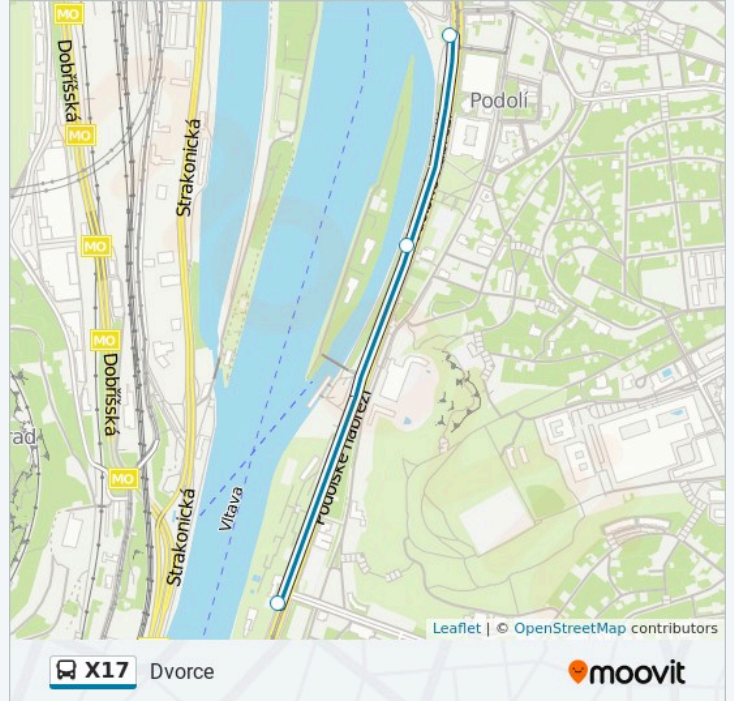 MO
Dobříšská
MO
Strakonická
Podolí
MO
MO
Dobříšská
Podolské nábřeží
MO
Strakonická
Vltava
Leaflet | © OpenStreetMap contributors
X17 Dvorce
moovit